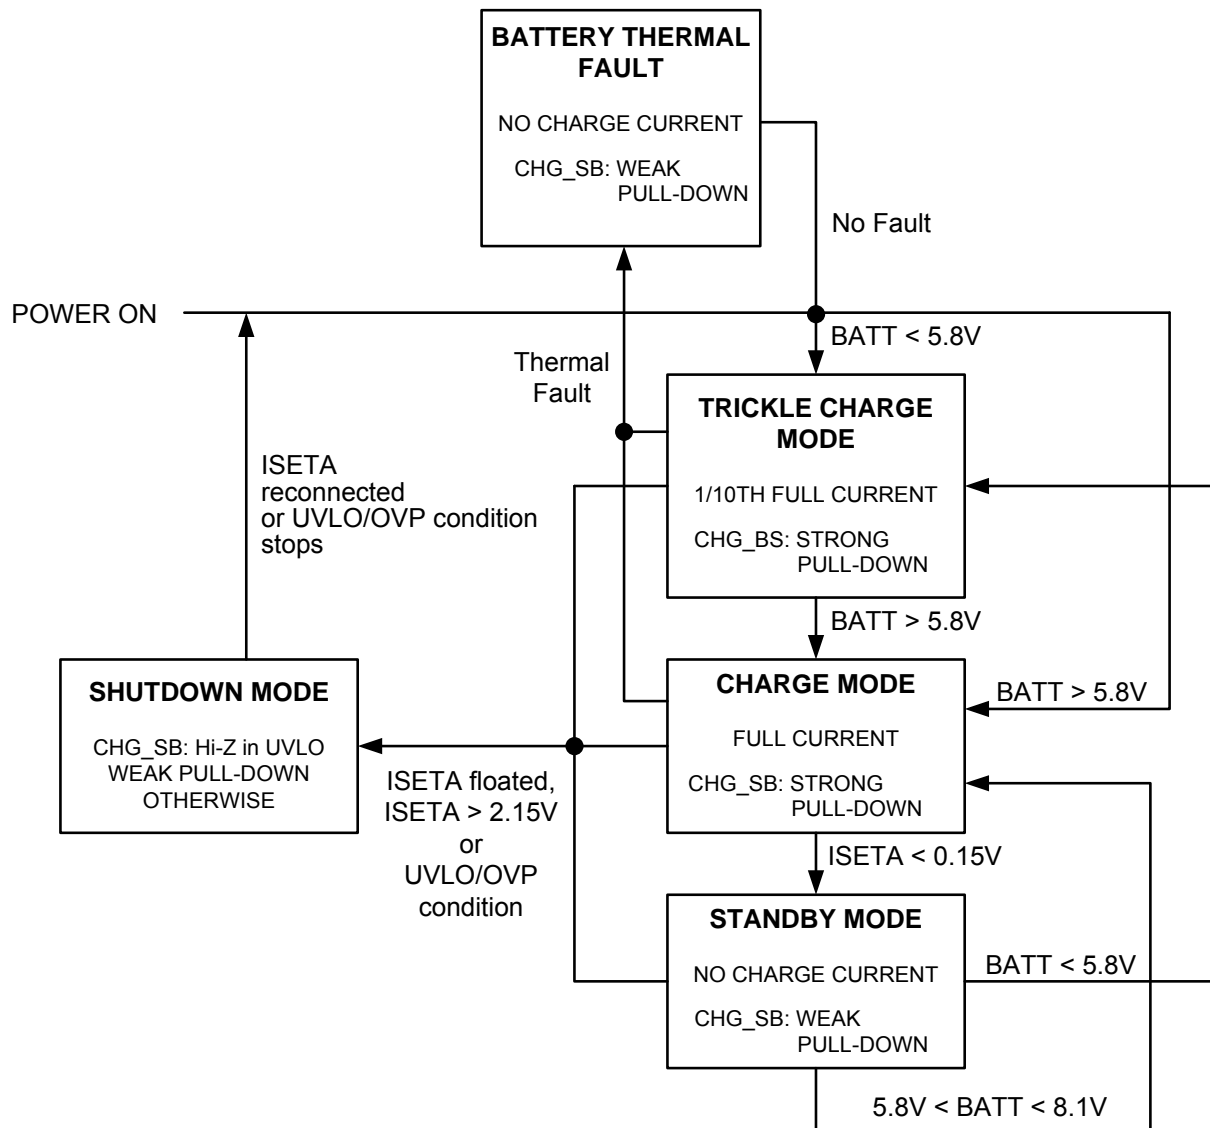 BATTERY THERMAL
FAULT
NO CHARGE CURRENT
CHG_SB: WEAK
PULL-DOWN
No Fault
POWER ON
BATT < 5.8V
Thermal
Fault
TRICKLE CHARGE
MODE
1/10TH FULL CURRENT
CHG_BS: STRONG
PULL-DOWN
ISETA
reconnected
or UVLO/OVP condition
stops
BATT > 5.8V
SHUTDOWN MODE
CHG_SB: Hi-Z in UVLO
WEAK PULL-DOWN
OTHERWISE
CHARGE MODE
FULL CURRENT
CHG_SB: STRONG
PULL-DOWN
BATT > 5.8V
ISETA floated,
ISETA > 2.15V
or
UVLO/OVP
condition
ISETA < 0.15V
STANDBY MODE
NO CHARGE CURRENT
CHG_SB: WEAK
PULL-DOWN
BATT < 5.8V
5.8V < BATT < 8.1V